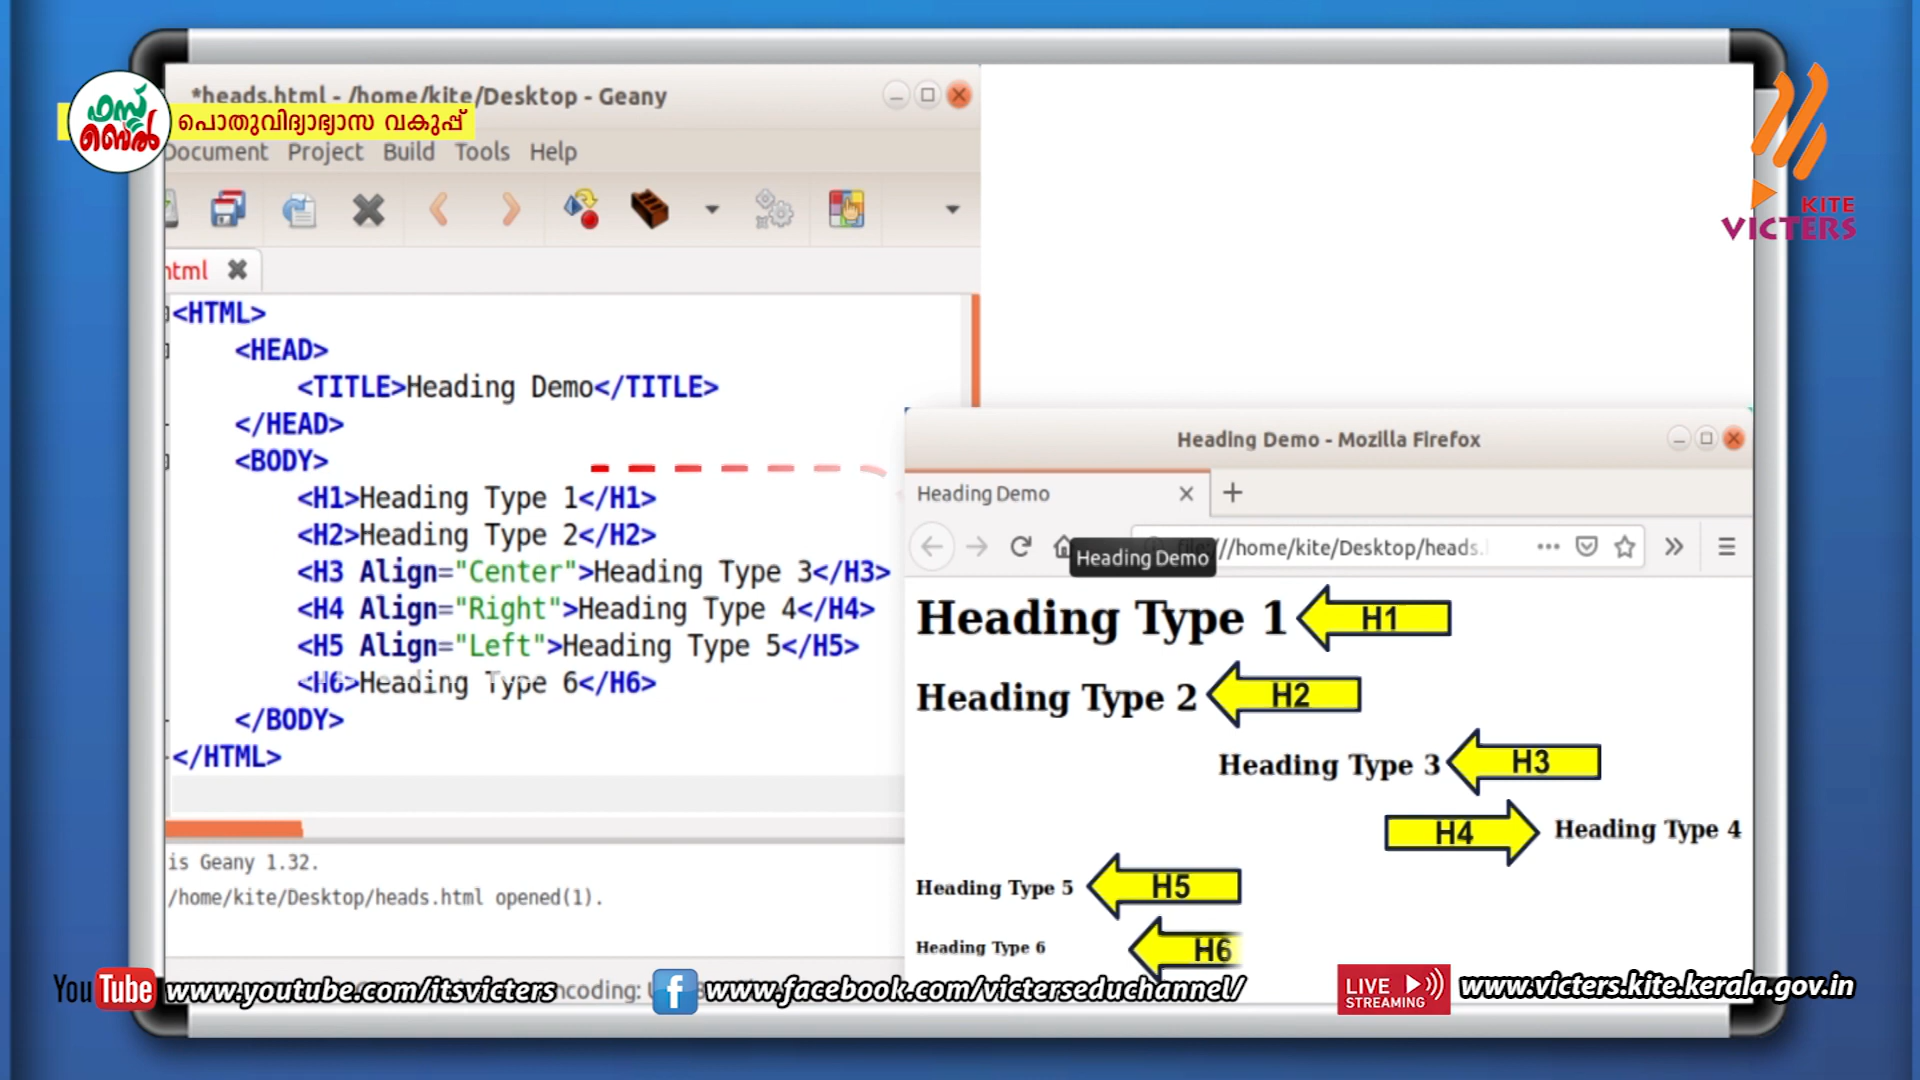 *heads.html - /home/kite/Desktop - Geany
ഫസ്റ്റ്
ബെൽ
പൊതുവിദ്യാഭ്യാസ വകുപ്പ്
Document Project Build Tools Help
KITE
VICTERS
html
<HTML>
<HEAD>
<TITLE>Heading Demo</TITLE>
</HEAD>
<BODY>
<H1>Heading Type 1</H1>
<H2>Heading Type 2</H2>
<H3 Align="Center">Heading Type 3</H3>
<H4 Align="Right">Heading Type 4</H4>
<H5 Align="Left">Heading Type 5</H5>
<H6>Heading Type 6</H6>
</BODY>
</HTML>
is Geany 1.32.
/home/kite/Desktop/heads.html opened(1).
Heading Demo - Mozilla Firefox
Heading Demo
file:///home/kite/Desktop/heads.
Heading Demo
Heading Type 1 H1
Heading Type 2 H2
Heading Type 3 H3
H4 Heading Type 4
Heading Type 5 H5
Heading Type 6 H6
YouTube www.youtube.com/itsvicters
f www.facebook.com/victerseduchannel/
LIVE STREAMING www.victers.kite.kerala.gov.in